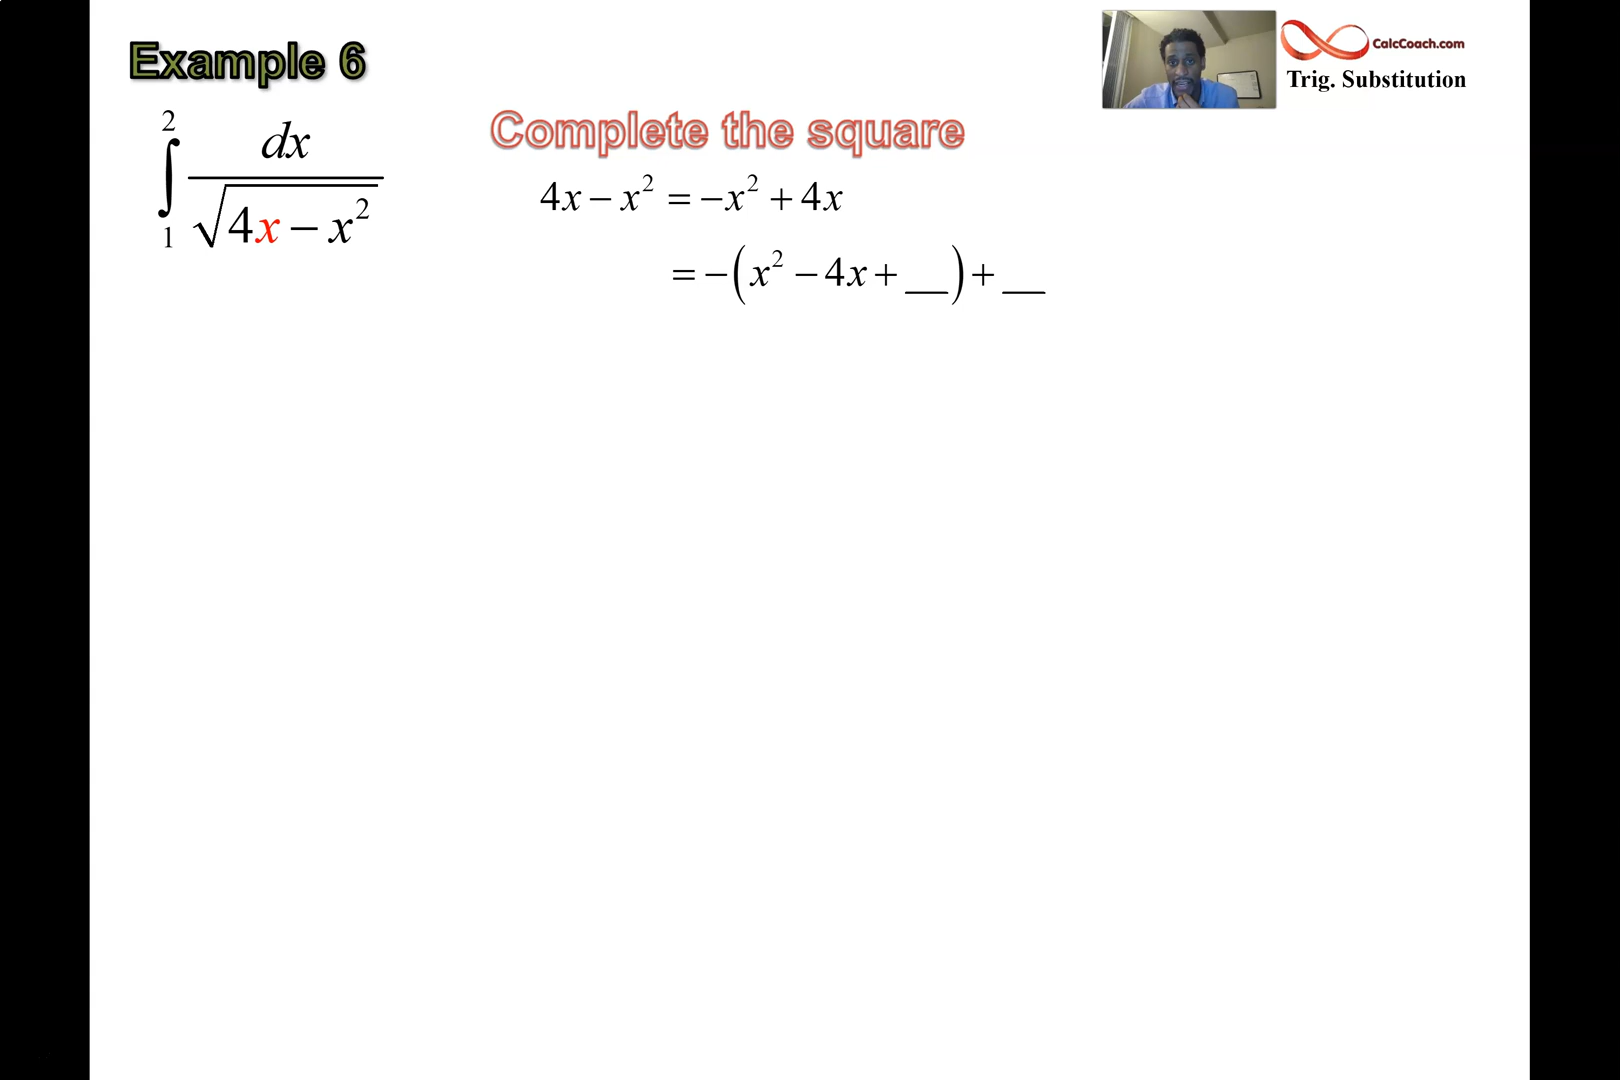 Example 6
CalcCoach.com
Trig. Substitution
Complete the square
∫₁² dx / √(4x − x²)
4x − x² = −x² + 4x
= −(x² − 4x + __) + __